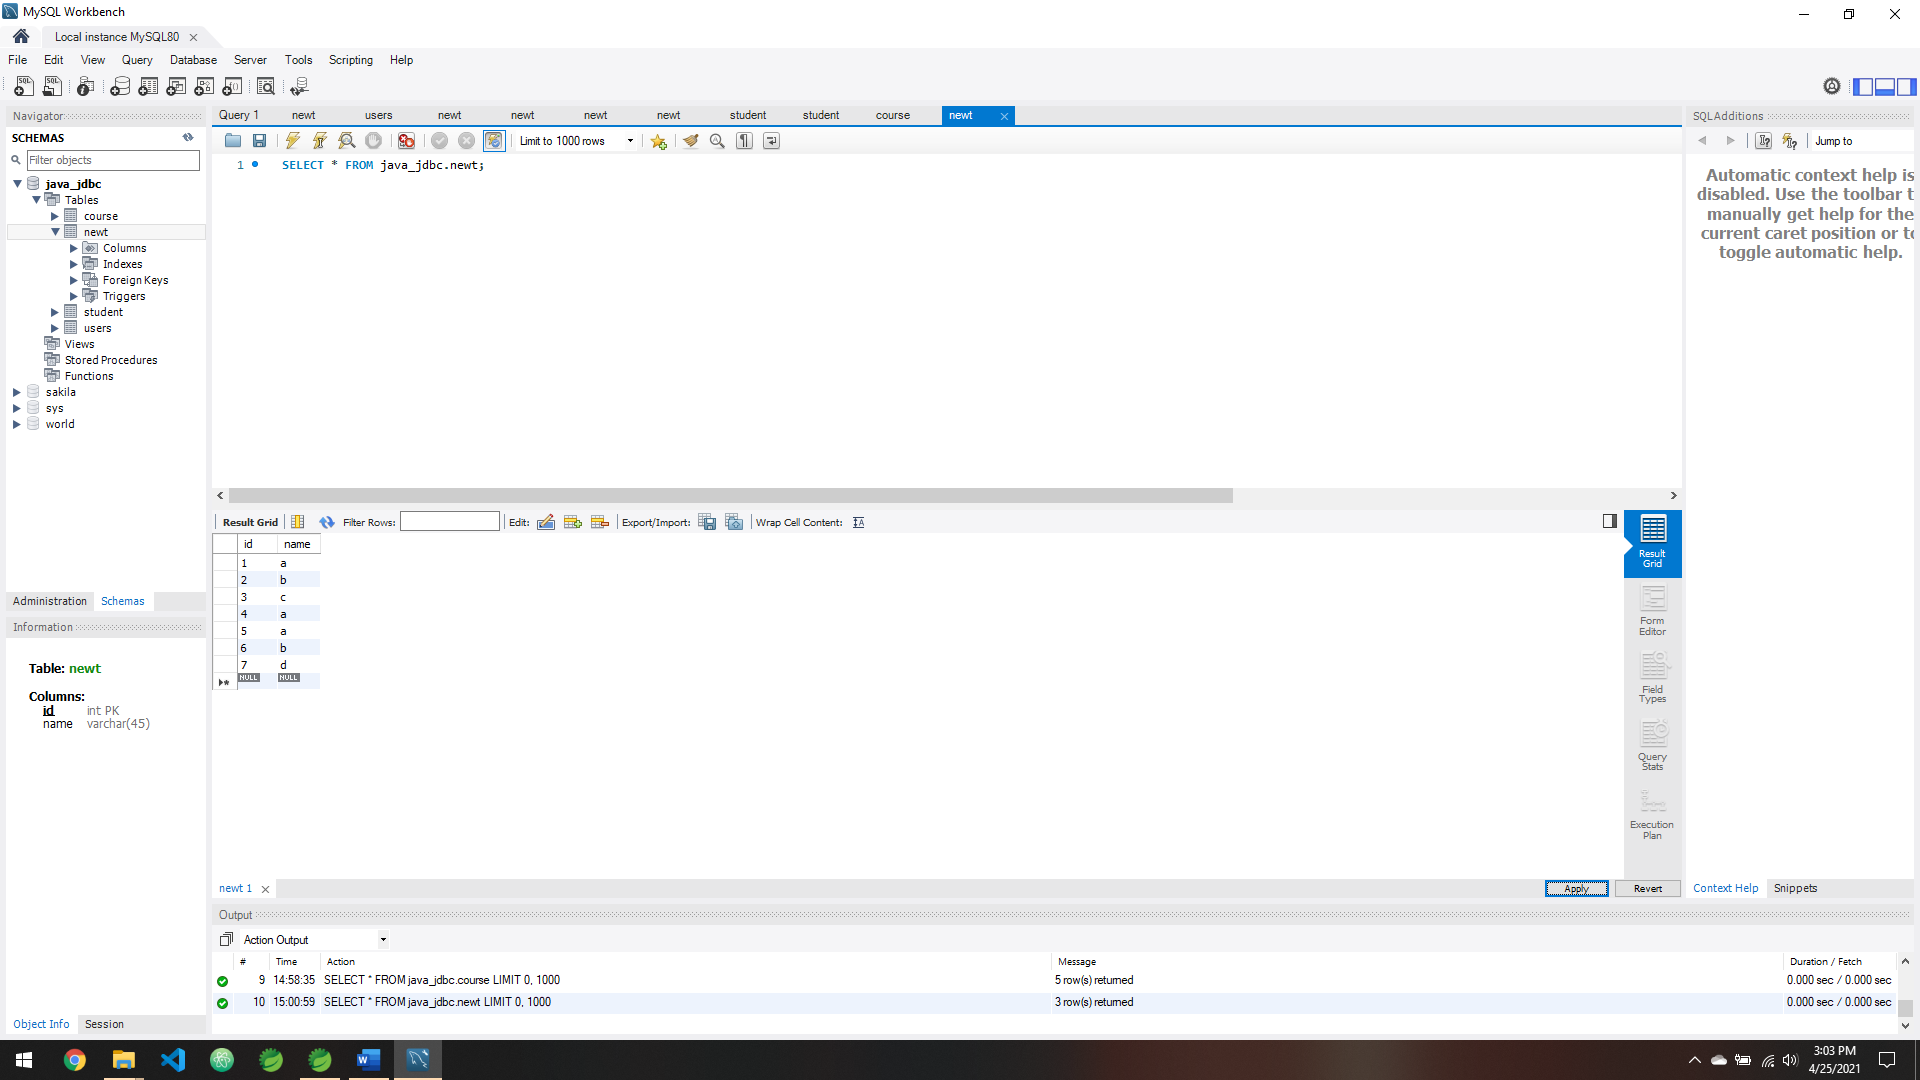 MySQL Workbench
Local instance MySQL80
File Edit View Query Database Server Tools Scripting Help
Navigator
SCHEMAS
Filter objects
java_jdbc
Tables
course
newt
Columns
Indexes
Foreign Keys
Triggers
student
users
Views
Stored Procedures
Functions
sakila
sys
world
Administration Schemas
Information
Table: newt
Columns:
id int PK
name varchar(45)
Object Info Session
Query 1 newt users newt newt newt newt student student course newt
Limit to 1000 rows
1 SELECT * FROM java_jdbc.newt;
Result Grid Filter Rows: Edit: Export/Import: Wrap Cell Content:
id name
1 a
2 b
3 c
4 a
5 a
6 b
7 d
NULL NULL
Result
Grid
Form
Editor
Field
Types
Query
Stats
Execution
Plan
newt 1
Apply Revert
SQLAdditions
Jump to
Automatic context help is
disabled. Use the toolbar t
manually get help for the
current caret position or to
toggle automatic help.
Context Help Snippets
Output
Action Output
# Time Action Message Duration / Fetch
9 14:58:35 SELECT * FROM java_jdbc.course LIMIT 0, 1000 5 row(s) returned 0.000 sec / 0.000 sec
10 15:00:59 SELECT * FROM java_jdbc.newt LIMIT 0, 1000 3 row(s) returned 0.000 sec / 0.000 sec
3:03 PM
4/25/2021